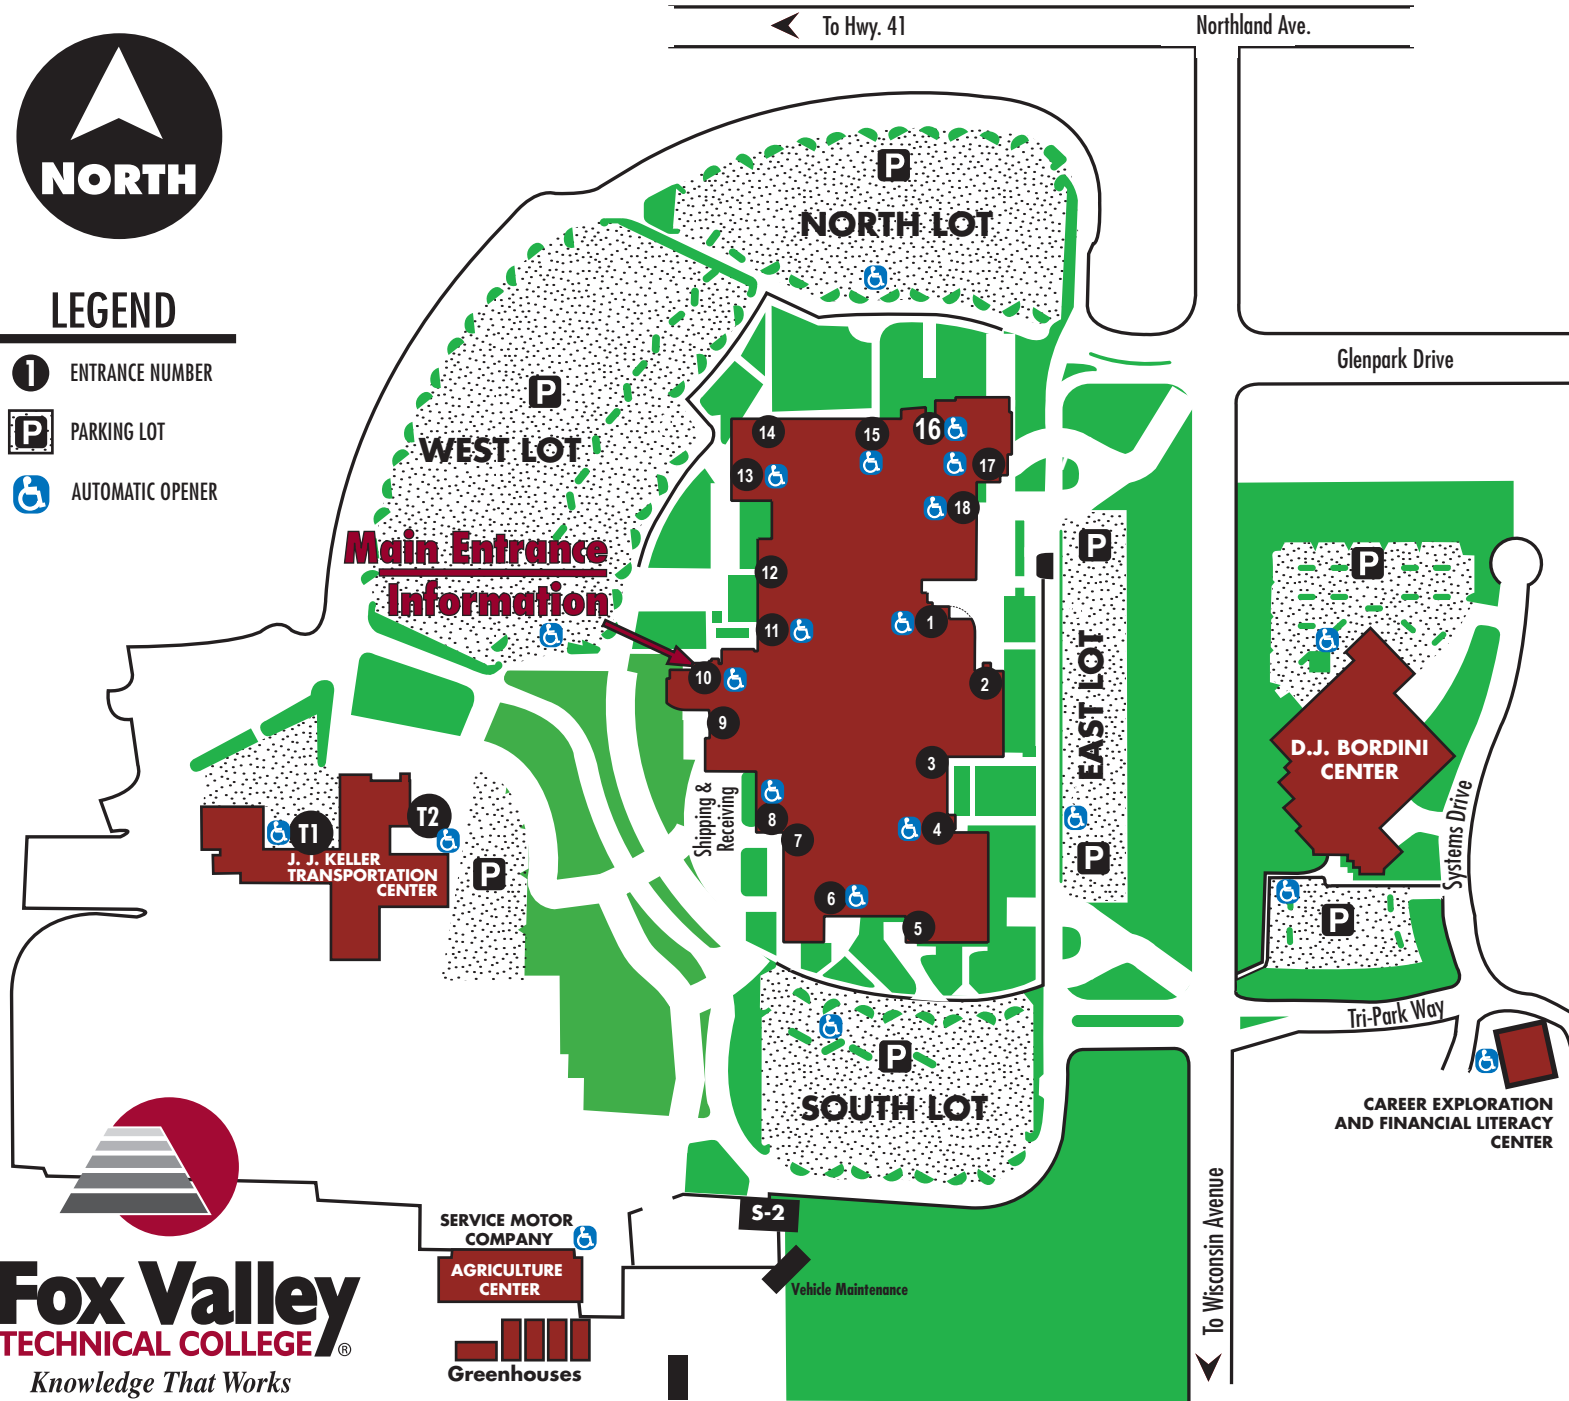 To Hwy. 41
Northland Ave.
NORTH
P
NORTH LOT
LEGEND
1 ENTRANCE NUMBER
P PARKING LOT
AUTOMATIC OPENER
Glenpark Drive
P
WEST LOT
14
15
16
13
17
18
Main Entrance
Information
P
P
12
11
1
10
2
9
EAST LOT
D.J. BORDINI
CENTER
3
Shipping &
Receiving
Systems Drive
T1
T2
8
7
4
J. J. KELLER
TRANSPORTATION
CENTER
P
P
6
5
P
Tri-Park Way
P
SOUTH LOT
CAREER EXPLORATION
AND FINANCIAL LITERACY
CENTER
To Wisconsin Avenue
S-2
SERVICE MOTOR
COMPANY
AGRICULTURE
CENTER
Vehicle Maintenance
Greenhouses
Fox Valley
TECHNICAL COLLEGE®
Knowledge That Works